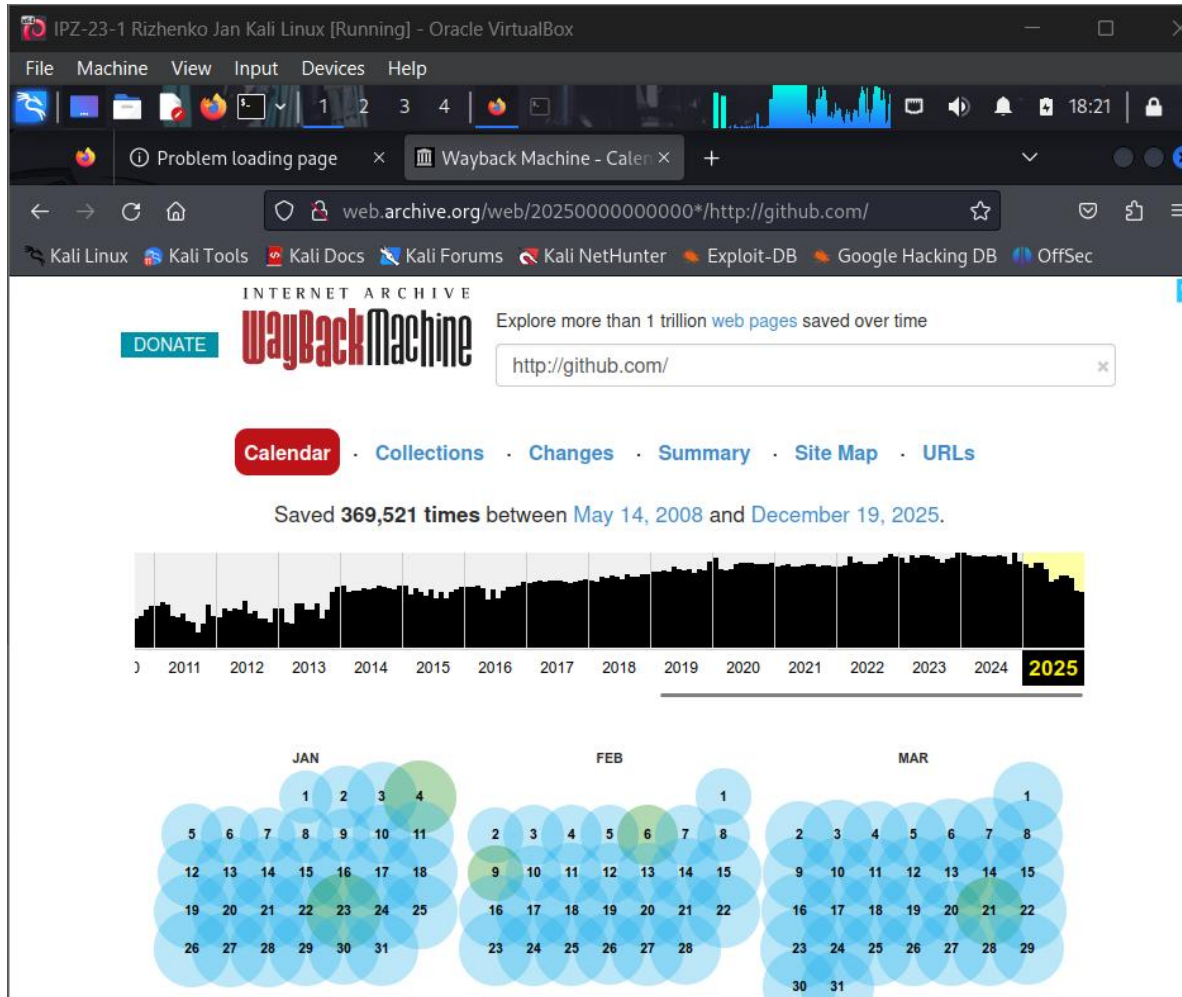 IPZ-23-1 Rizhenko Jan Kali Linux [Running] - Oracle VirtualBox
File Machine View Input Devices Help
1 2 3 4 18:21
Problem loading page × Wayback Machine - Calen × +
web.archive.org/web/20250000000000*/http://github.com/
Kali Linux Kali Tools Kali Docs Kali Forums Kali NetHunter Exploit-DB Google Hacking DB OffSec
INTERNET ARCHIVE
DONATE WayBackMachine
Explore more than 1 trillion web pages saved over time
http://github.com/ ×
Calendar · Collections · Changes · Summary · Site Map · URLs
Saved 369,521 times between May 14, 2008 and December 19, 2025.
2011 2012 2013 2014 2015 2016 2017 2018 2019 2020 2021 2022 2023 2024 2025
JAN FEB MAR
1 2 3 4 1 1
5 6 7 8 9 10 11 2 3 4 5 6 7 8 2 3 4 5 6 7 8
12 13 14 15 16 17 18 9 10 11 12 13 14 15 9 10 11 12 13 14 15
19 20 21 22 23 24 25 16 17 18 19 20 21 22 16 17 18 19 20 21 22
26 27 28 29 30 31 23 24 25 26 27 28 23 24 25 26 27 28 29
30 31